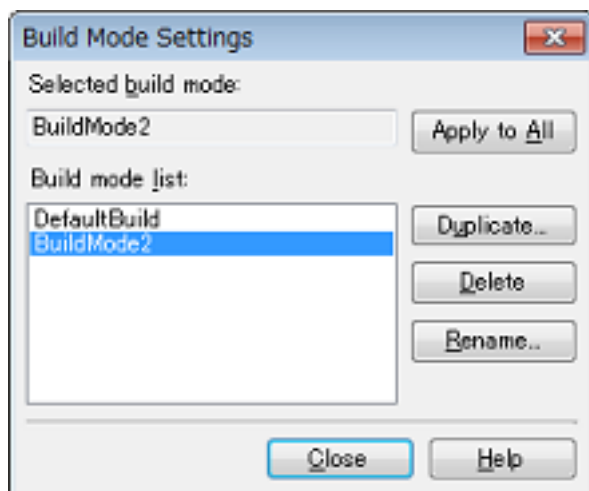 Build Mode Settings
Selected build mode:
BuildMode2
Apply to All
Build mode list:
DefaultBuild
BuildMode2
Duplicate...
Delete
Rename...
Close
Help